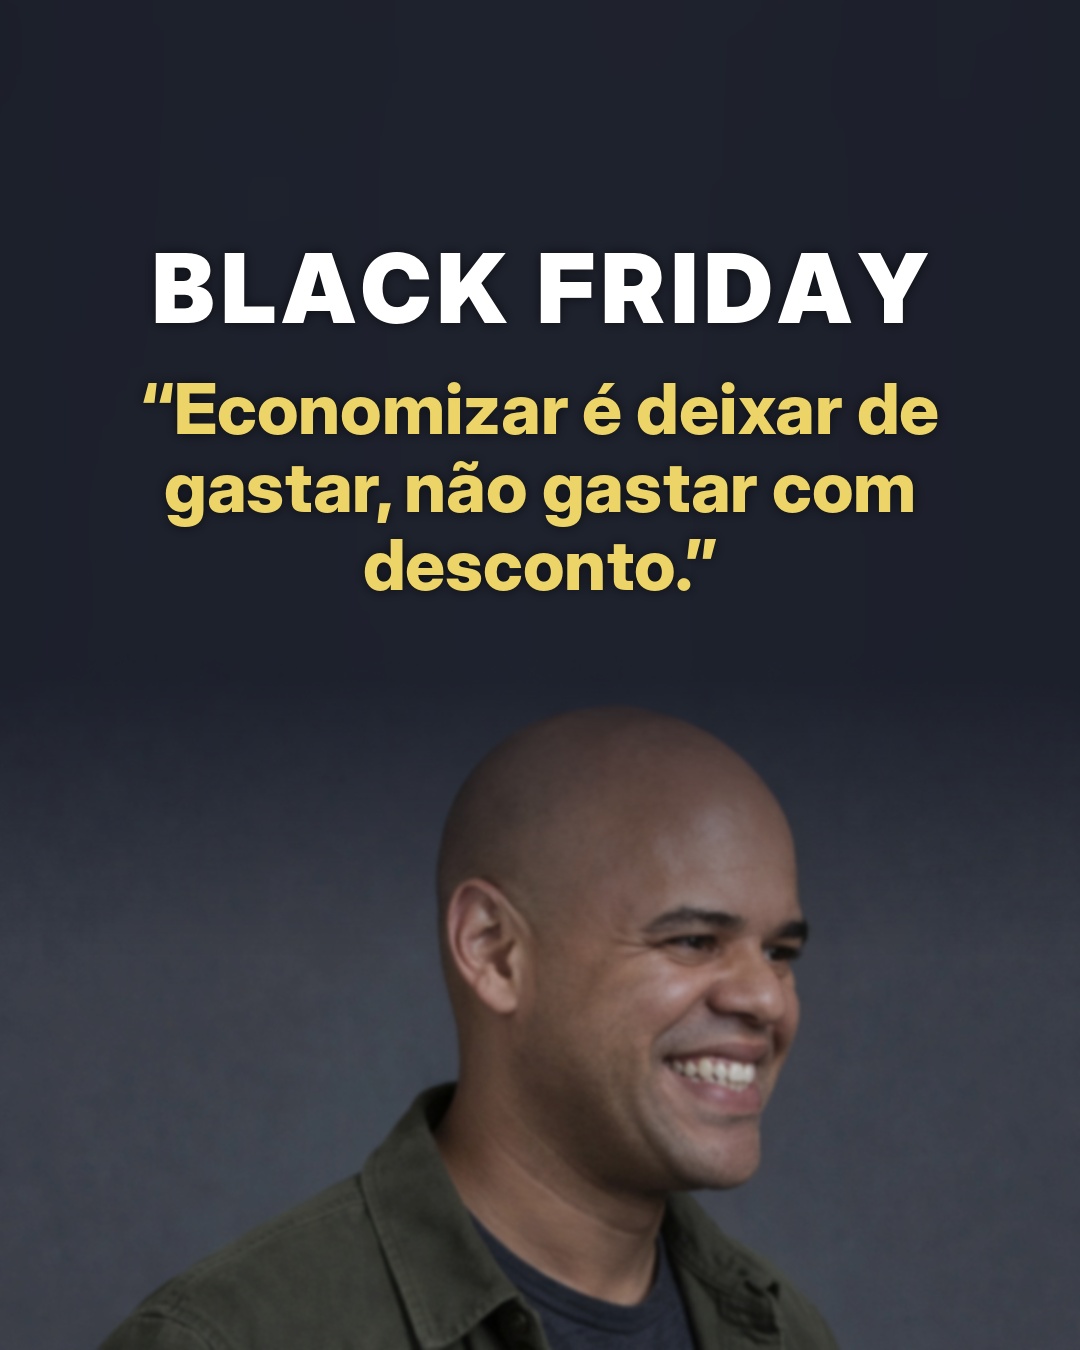 BLACK FRIDAY
“Economizar é deixar de
gastar, não gastar com
desconto.”